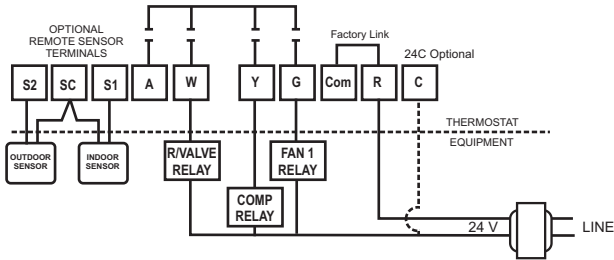 OPTIONAL
REMOTE SENSOR
TERMINALS
Factory Link
24C Optional
S2 SC S1 A W Y G Com R C
THERMOSTAT
EQUIPMENT
OUTDOOR
SENSOR
INDOOR
SENSOR
R/VALVE
RELAY
FAN 1
RELAY
COMP
RELAY
24 V
LINE